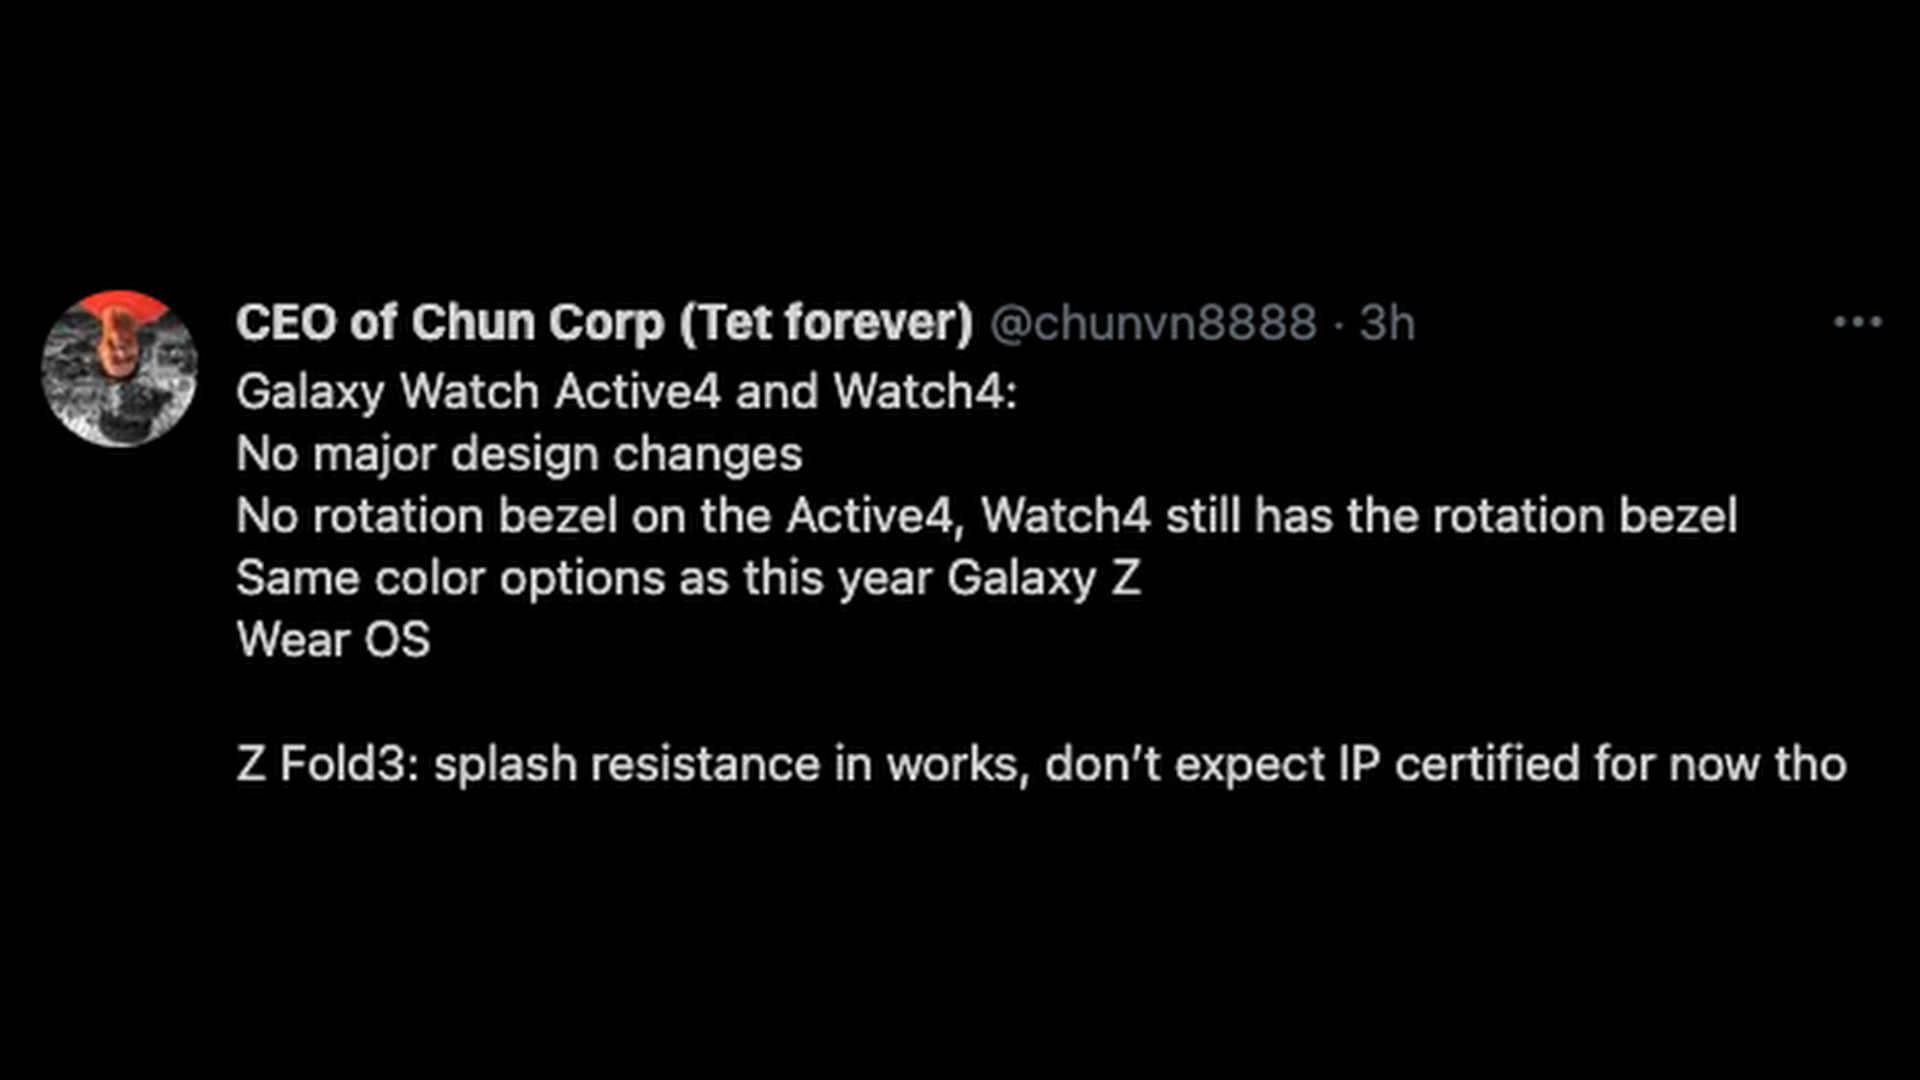 CEO of Chun Corp (Tet forever) @chunvn8888 · 3h
Galaxy Watch Active4 and Watch4:
No major design changes
No rotation bezel on the Active4, Watch4 still has the rotation bezel
Same color options as this year Galaxy Z
Wear OS
Z Fold3: splash resistance in works, don’t expect IP certified for now tho